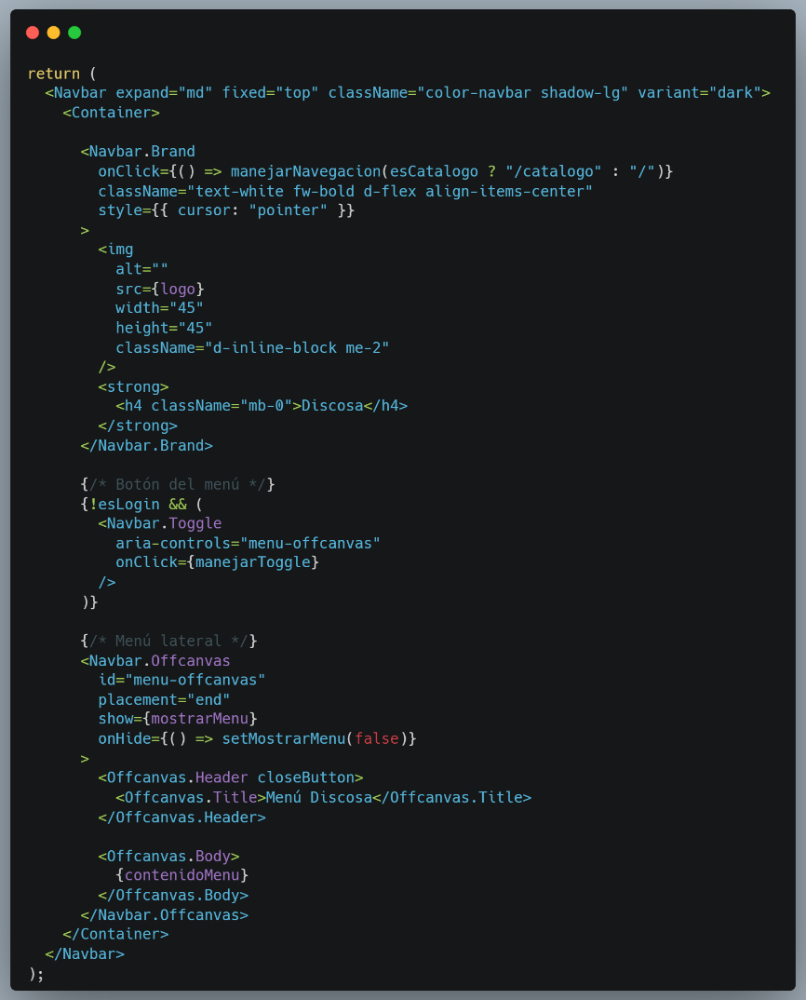 return (
  <Navbar expand="md" fixed="top" className="color-navbar shadow-lg" variant="dark">
    <Container>

      <Navbar.Brand
        onClick={() => manejarNavegacion(esCatalogo ? "/catalogo" : "/")}
        className="text-white fw-bold d-flex align-items-center"
        style={{ cursor: "pointer" }}
      >
        <img
          alt=""
          src={logo}
          width="45"
          height="45"
          className="d-inline-block me-2"
        />
        <strong>
          <h4 className="mb-0">Discosa</h4>
        </strong>
      </Navbar.Brand>

      {/* Botón del menú */}
      {!esLogin && (
        <Navbar.Toggle
          aria-controls="menu-offcanvas"
          onClick={manejarToggle}
        />
      )}

      {/* Menú lateral */}
      <Navbar.Offcanvas
        id="menu-offcanvas"
        placement="end"
        show={mostrarMenu}
        onHide={() => setMostrarMenu(false)}
      >
        <Offcanvas.Header closeButton>
          <Offcanvas.Title>Menú Discosa</Offcanvas.Title>
        </Offcanvas.Header>

        <Offcanvas.Body>
          {contenidoMenu}
        </Offcanvas.Body>
      </Navbar.Offcanvas>
    </Container>
  </Navbar>
);